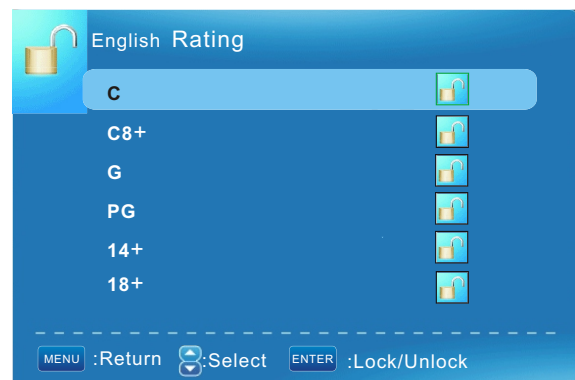 English Rating
C
C8+
G
PG
14+
18+
MENU :Return :Select ENTER :Lock/Unlock